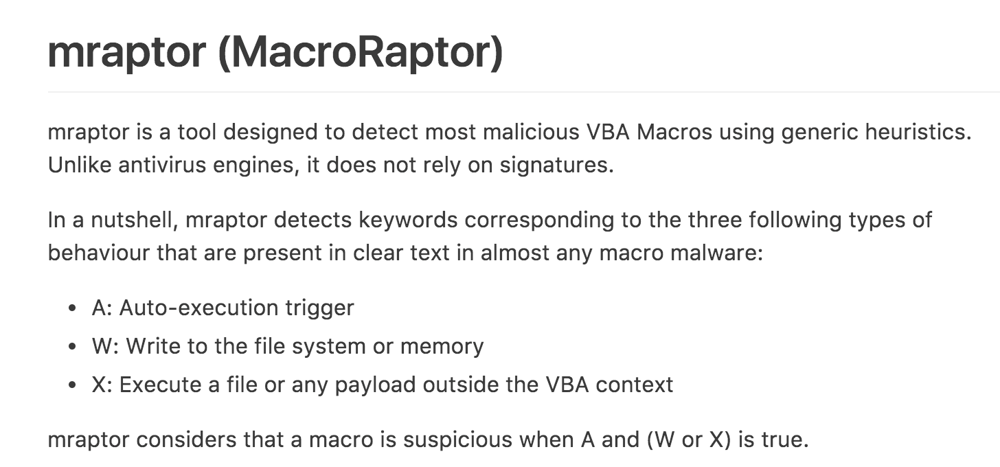 mraptor (MacroRaptor)
mraptor is a tool designed to detect most malicious VBA Macros using generic heuristics.
Unlike antivirus engines, it does not rely on signatures.
In a nutshell, mraptor detects keywords corresponding to the three following types of
behaviour that are present in clear text in almost any macro malware:
• A: Auto-execution trigger
• W: Write to the file system or memory
• X: Execute a file or any payload outside the VBA context
mraptor considers that a macro is suspicious when A and (W or X) is true.